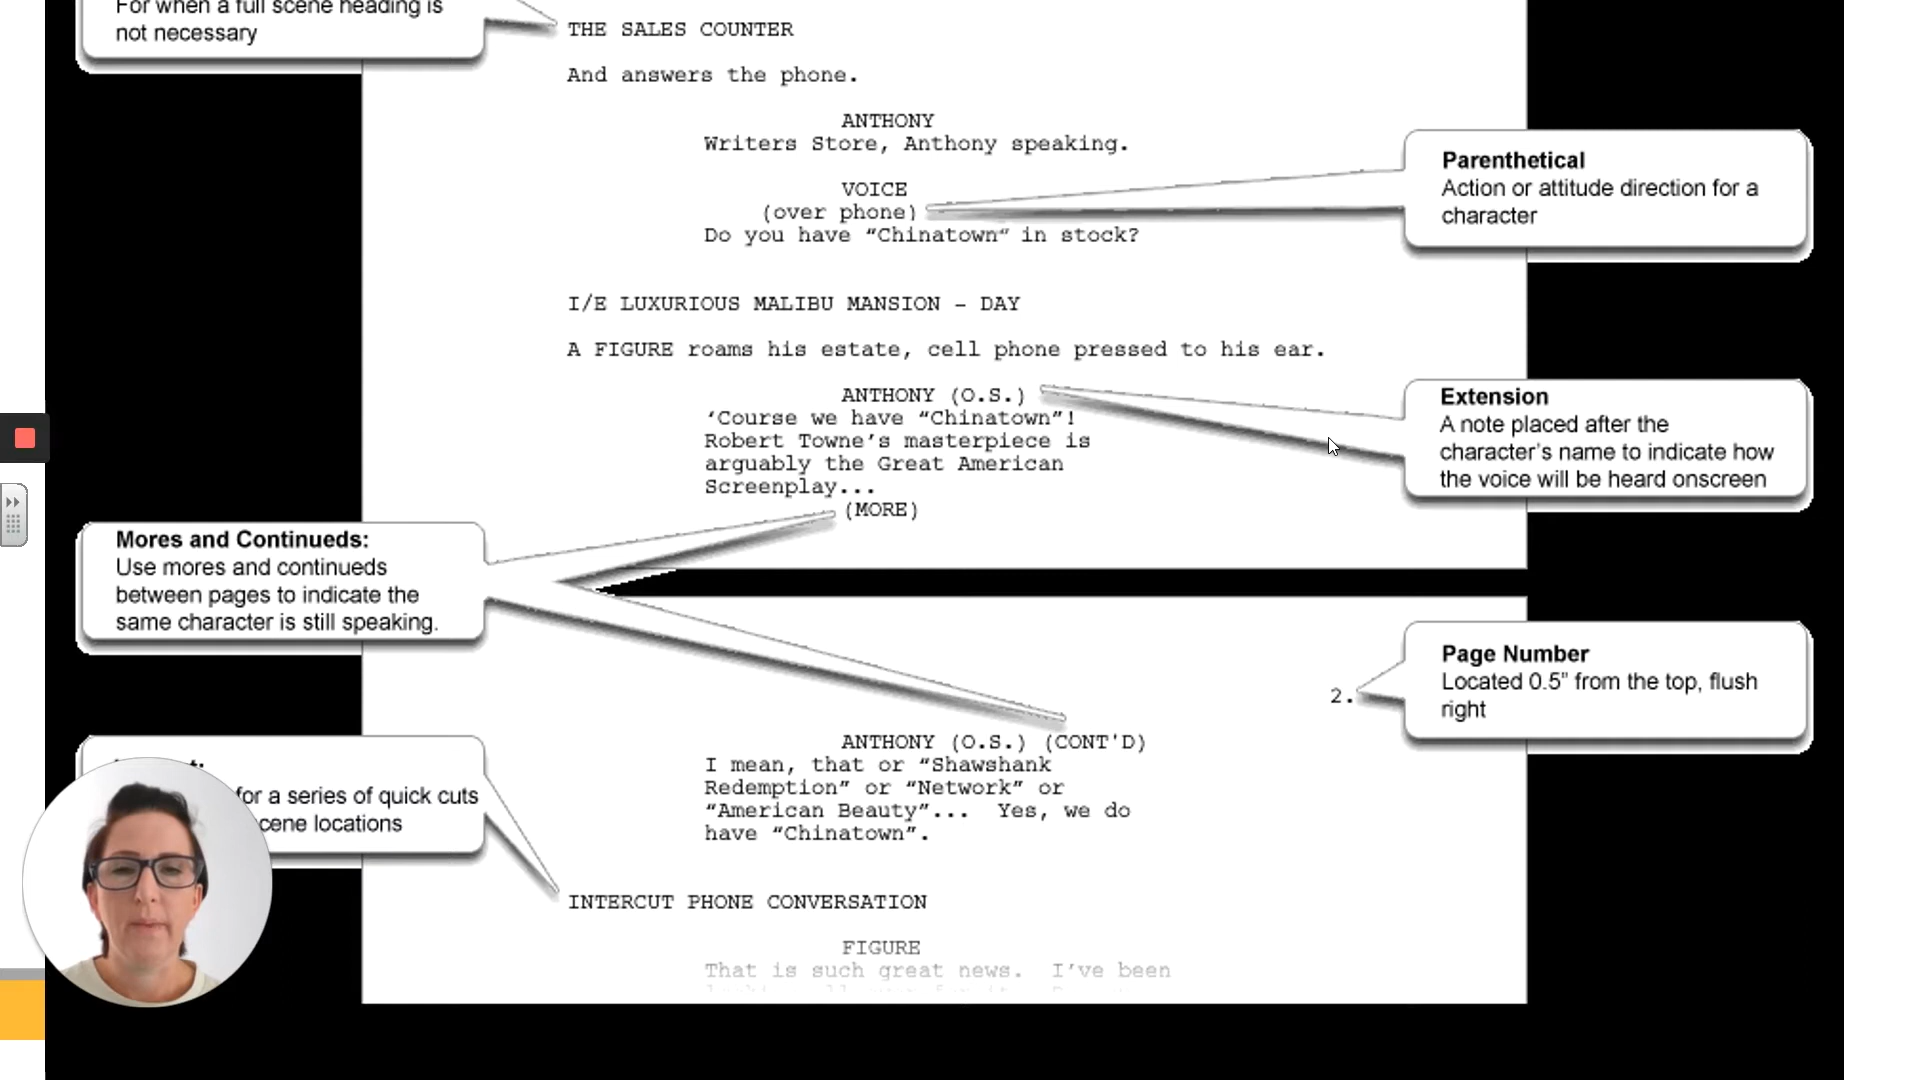 For when a full scene heading is
not necessary
THE SALES COUNTER
And answers the phone.
ANTHONY
Writers Store, Anthony speaking.
VOICE
(over phone)
Do you have “Chinatown” in stock?
Parenthetical
Action or attitude direction for a
character
I/E LUXURIOUS MALIBU MANSION – DAY
A FIGURE roams his estate, cell phone pressed to his ear.
ANTHONY (O.S.)
‘Course we have “Chinatown”!
Robert Towne’s masterpiece is
arguably the Great American
Screenplay...
(MORE)
Extension
A note placed after the
character’s name to indicate how
the voice will be heard onscreen
Mores and Continueds:
Use mores and continueds
between pages to indicate the
same character is still speaking.
2.
Page Number
Located 0.5” from the top, flush
right
ANTHONY (O.S.) (CONT'D)
I mean, that or “Shawshank
Redemption” or “Network” or
“American Beauty”... Yes, we do
have “Chinatown”.
for a series of quick cuts
locations
INTERCUT PHONE CONVERSATION
FIGURE
That is such great news. I’ve been